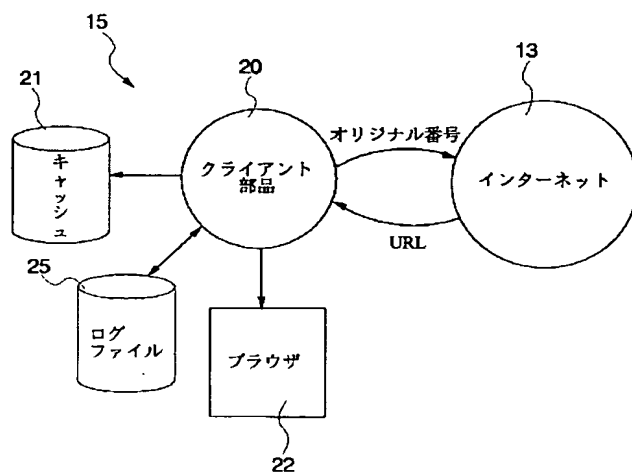 15
21
20
13
キャッシュ
クライアント
部品
オリジナル番号
インターネット
URL
25
ログ
ファイル
ブラウザ
22